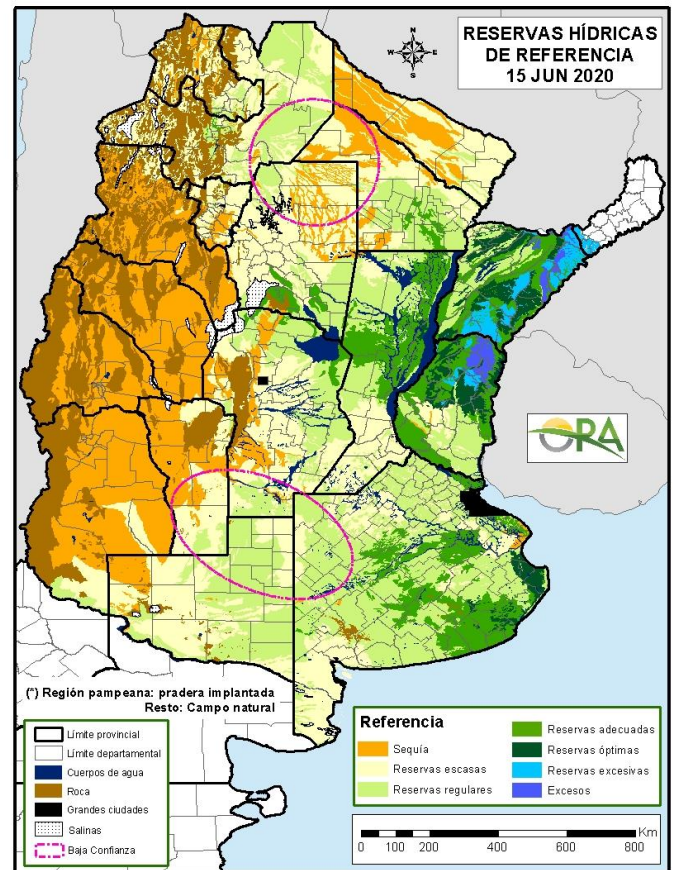 RESERVAS HÍDRICAS
DE REFERENCIA
15 JUN 2020
N
W
E
S
ORA
(*) Región pampeana: pradera implantada
Resto: Campo natural
Límite provincial
Límite departamental
Cuerpos de agua
Roca
Grandes ciudades
Salinas
Baja Confianza
Referencia
Sequía
Reservas escasas
Reservas regulares
Reservas adecuadas
Reservas óptimas
Reservas excesivas
Excesos
Km
0 100 200 400 600 800